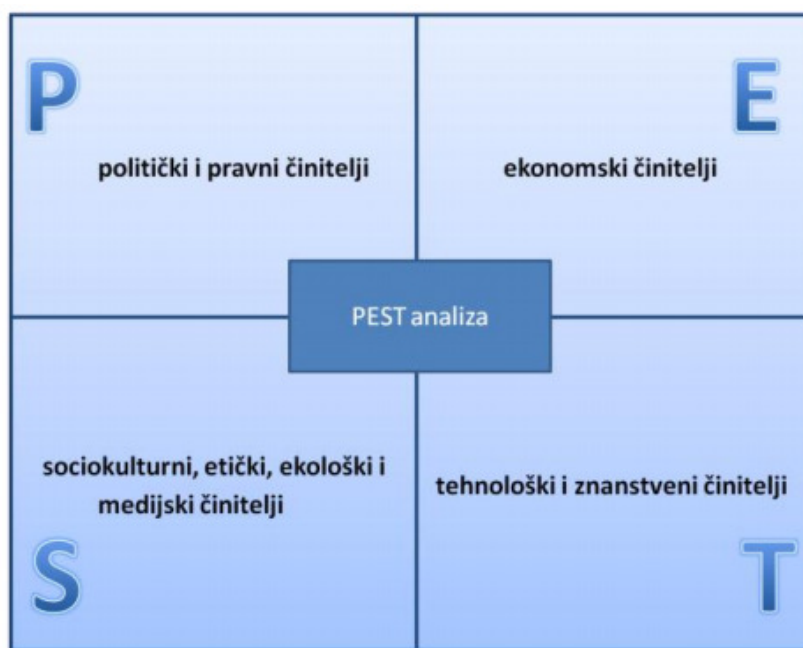 P
politički i pravni činitelji
E
ekonomski činitelji
PEST analiza
sociokulturni, etički, ekološki i
medijski činitelji
S
tehnološki i znanstveni činitelji
T